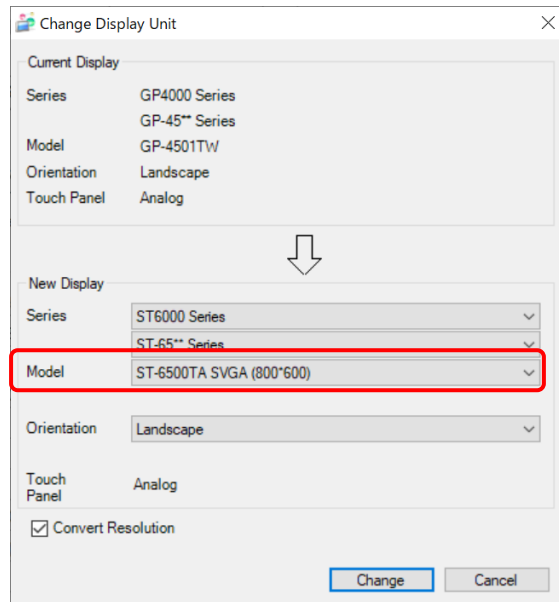 Change Display Unit
Current Display
Series GP4000 Series
GP-45** Series
Model GP-4501TW
Orientation Landscape
Touch Panel Analog
New Display
Series ST6000 Series
ST-65** Series
Model ST-6500TA SVGA (800*600)
Orientation Landscape
Touch
Panel Analog
Convert Resolution
Change Cancel